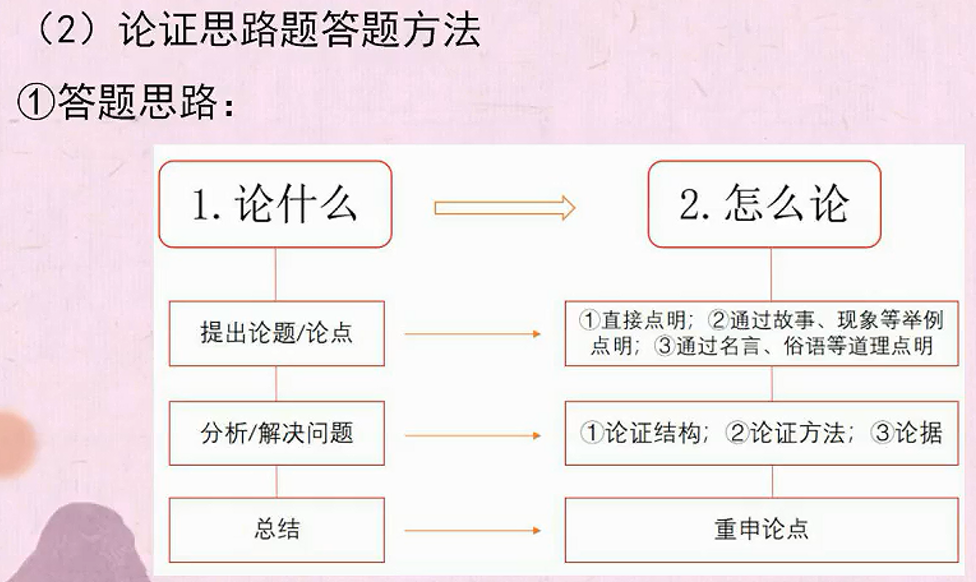 （2）论证思路题答题方法
①答题思路：
1.论什么
2.怎么论
提出论题/论点
①直接点明；②通过故事、现象等举例
点明；③通过名言、俗语等道理点明
分析/解决问题
①论证结构；②论证方法；③论据
总结
重申论点